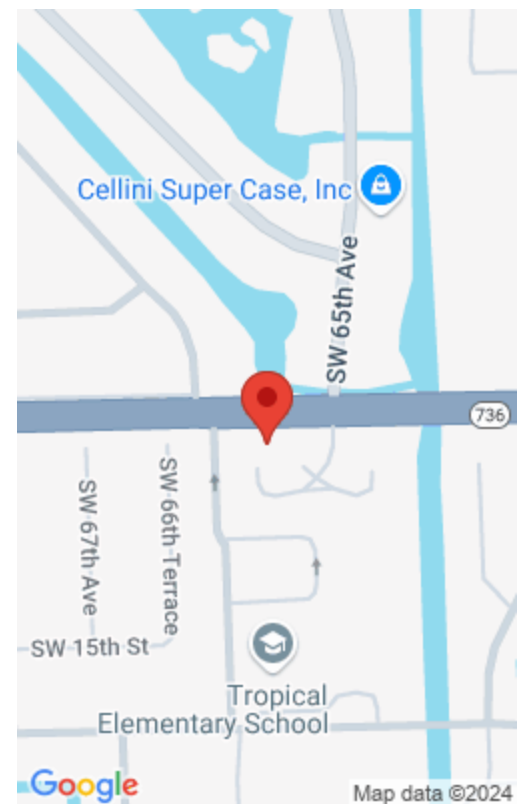 Cellini Super Case, Inc
SW 65th Ave
736
SW 67th Ave
SW 66th Terrace
SW 15th St
Tropical
Elementary School
Google
Map data ©2024